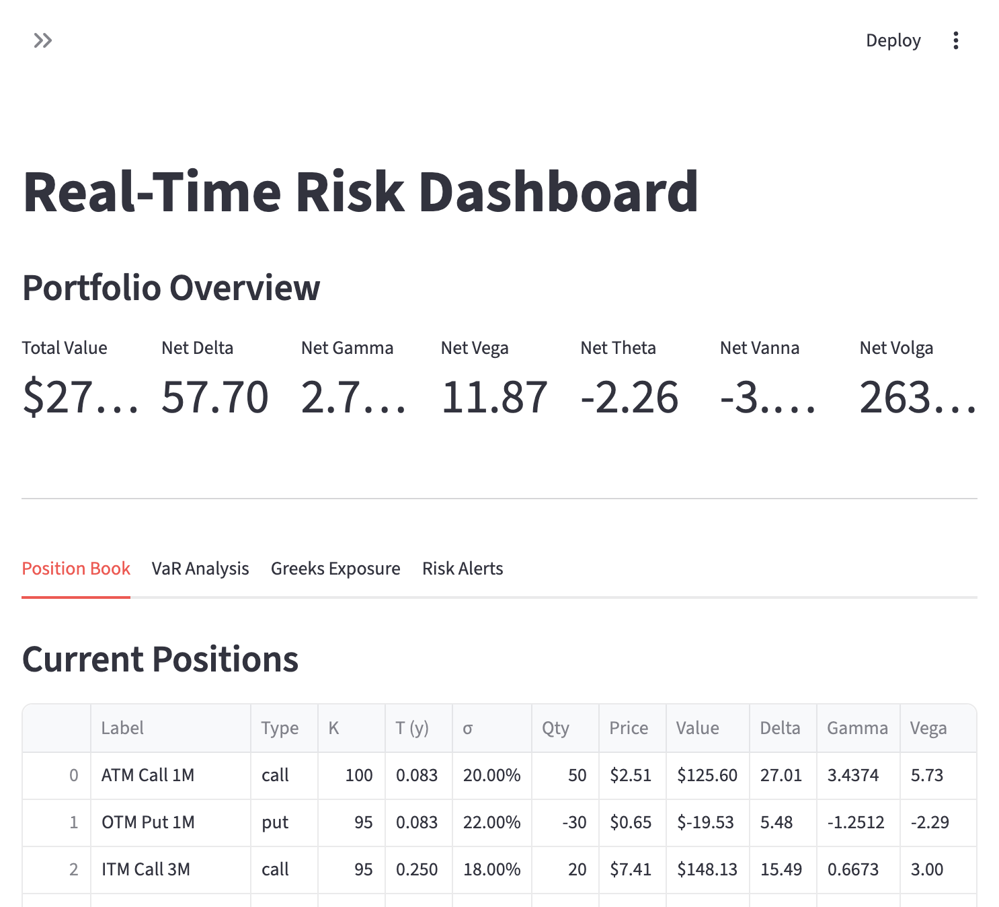 Deploy
Real-Time Risk Dashboard
Portfolio Overview
Total Value Net Delta Net Gamma Net Vega Net Theta Net Vanna Net Volga
$27… 57.70 2.7… 11.87 -2.26 -3.… 263…
Position Book VaR Analysis Greeks Exposure Risk Alerts
Current Positions
Label Type K T (y) σ Qty Price Value Delta Gamma Vega
0 ATM Call 1M call 100 0.083 20.00% 50 $2.51 $125.60 27.01 3.4374 5.73
1 OTM Put 1M put 95 0.083 22.00% -30 $0.65 $-19.53 5.48 -1.2512 -2.29
2 ITM Call 3M call 95 0.250 18.00% 20 $7.41 $148.13 15.49 0.6673 3.00